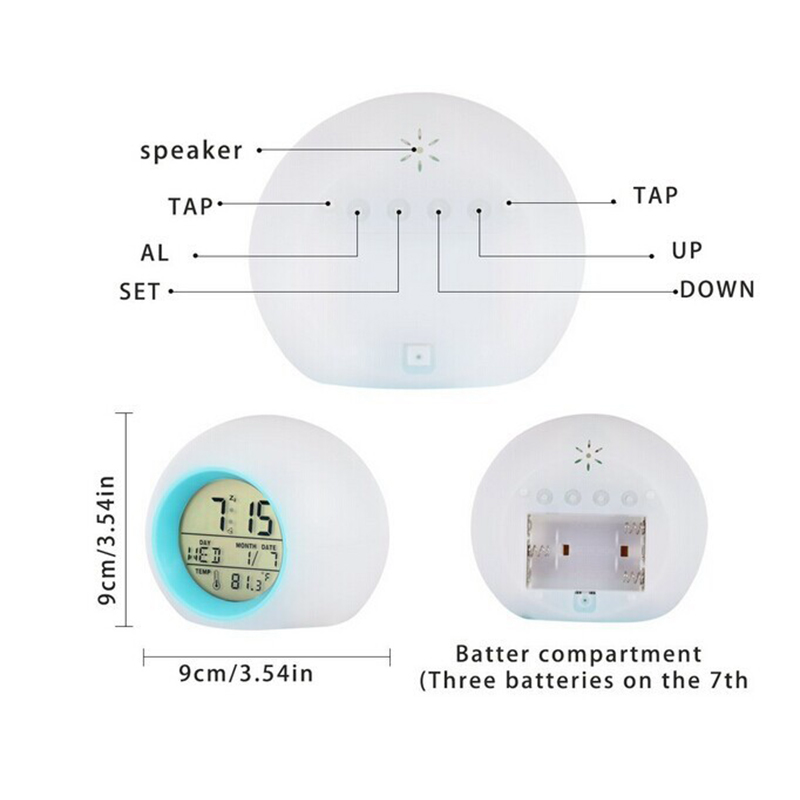 speaker
TAP
TAP
AL
UP
SET
DOWN
9cm/3.54in
7:15
DAY MONTH DATE
WED 1/7
TEMP 81.3°F
9cm/3.54in
Batter compartment
(Three batteries on the 7th